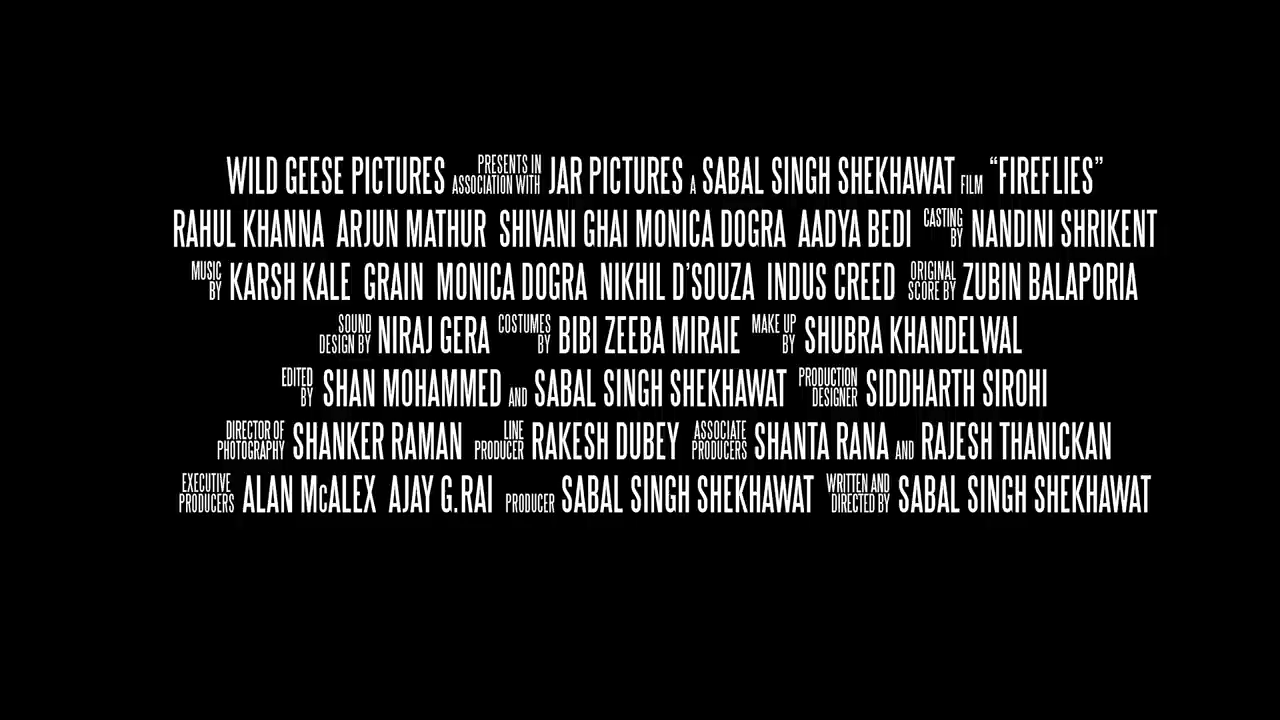 WILD GEESE PICTURES PRESENTS IN ASSOCIATION WITH JAR PICTURES A SABAL SINGH SHEKHAWAT FILM “FIREFLIES”
RAHUL KHANNA ARJUN MATHUR SHIVANI GHAI MONICA DOGRA AADYA BEDI CASTING BY NANDINI SHRIKENT
MUSIC BY KARSH KALE GRAIN MONICA DOGRA NIKHIL D’SOUZA INDUS CREED ORIGINAL SCORE BY ZUBIN BALAPORIA
SOUND DESIGN BY NIRAJ GERA COSTUMES BY BIBI ZEEBA MIRAIE MAKE UP BY SHUBRA KHANDELWAL
EDITED BY SHAN MOHAMMED AND SABAL SINGH SHEKHAWAT PRODUCTION DESIGNER SIDDHARTH SIROHI
DIRECTOR OF PHOTOGRAPHY SHANKER RAMAN LINE PRODUCER RAKESH DUBEY ASSOCIATE PRODUCERS SHANTA RANA AND RAJESH THANICKAN
EXECUTIVE PRODUCERS ALAN McALEX AJAY G.RAI PRODUCER SABAL SINGH SHEKHAWAT WRITTEN AND DIRECTED BY SABAL SINGH SHEKHAWAT